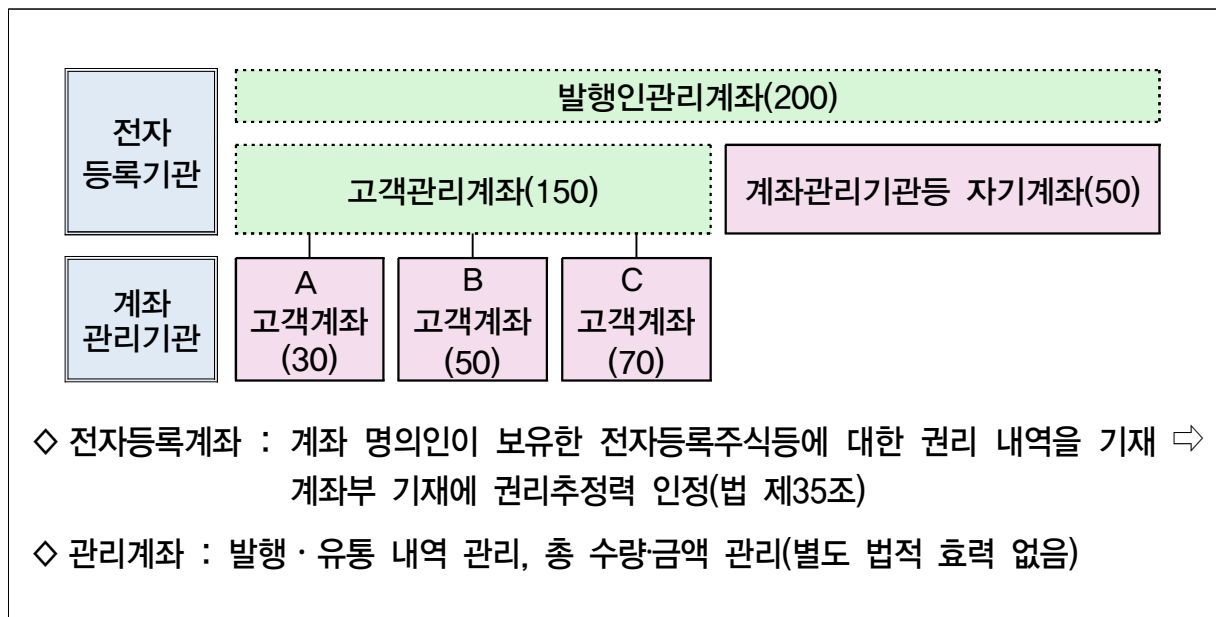 전자
등록기관
발행인관리계좌(200)
고객관리계좌(150)
계좌관리기관등 자기계좌(50)
계좌
관리기관
A
고객계좌
(30)
B
고객계좌
(50)
C
고객계좌
(70)
◇ 전자등록계좌 : 계좌 명의인이 보유한 전자등록주식등에 대한 권리 내역을 기재 ⇨
계좌부 기재에 권리추정력 인정(법 제35조)
◇ 관리계좌 : 발행·유통 내역 관리, 총 수량·금액 관리(별도 법적 효력 없음)